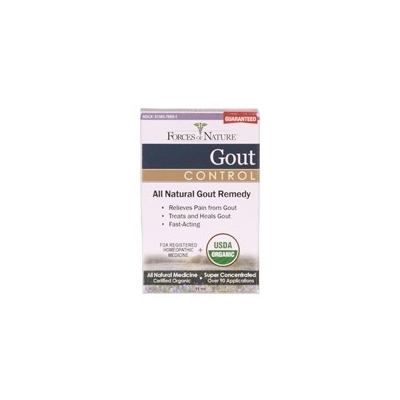 GUARANTEED
FORCES OF NATURE
Gout
CONTROL
All Natural Gout Remedy
• Relieves Pain from Gout
• Treats and Heals Gout
• Fast-Acting
FDA REGISTERED
HOMEOPATHIC
MEDICINE
+
USDA
ORGANIC
All Natural Medicine • Super Concentrated
Certified Organic Over 90 Applications